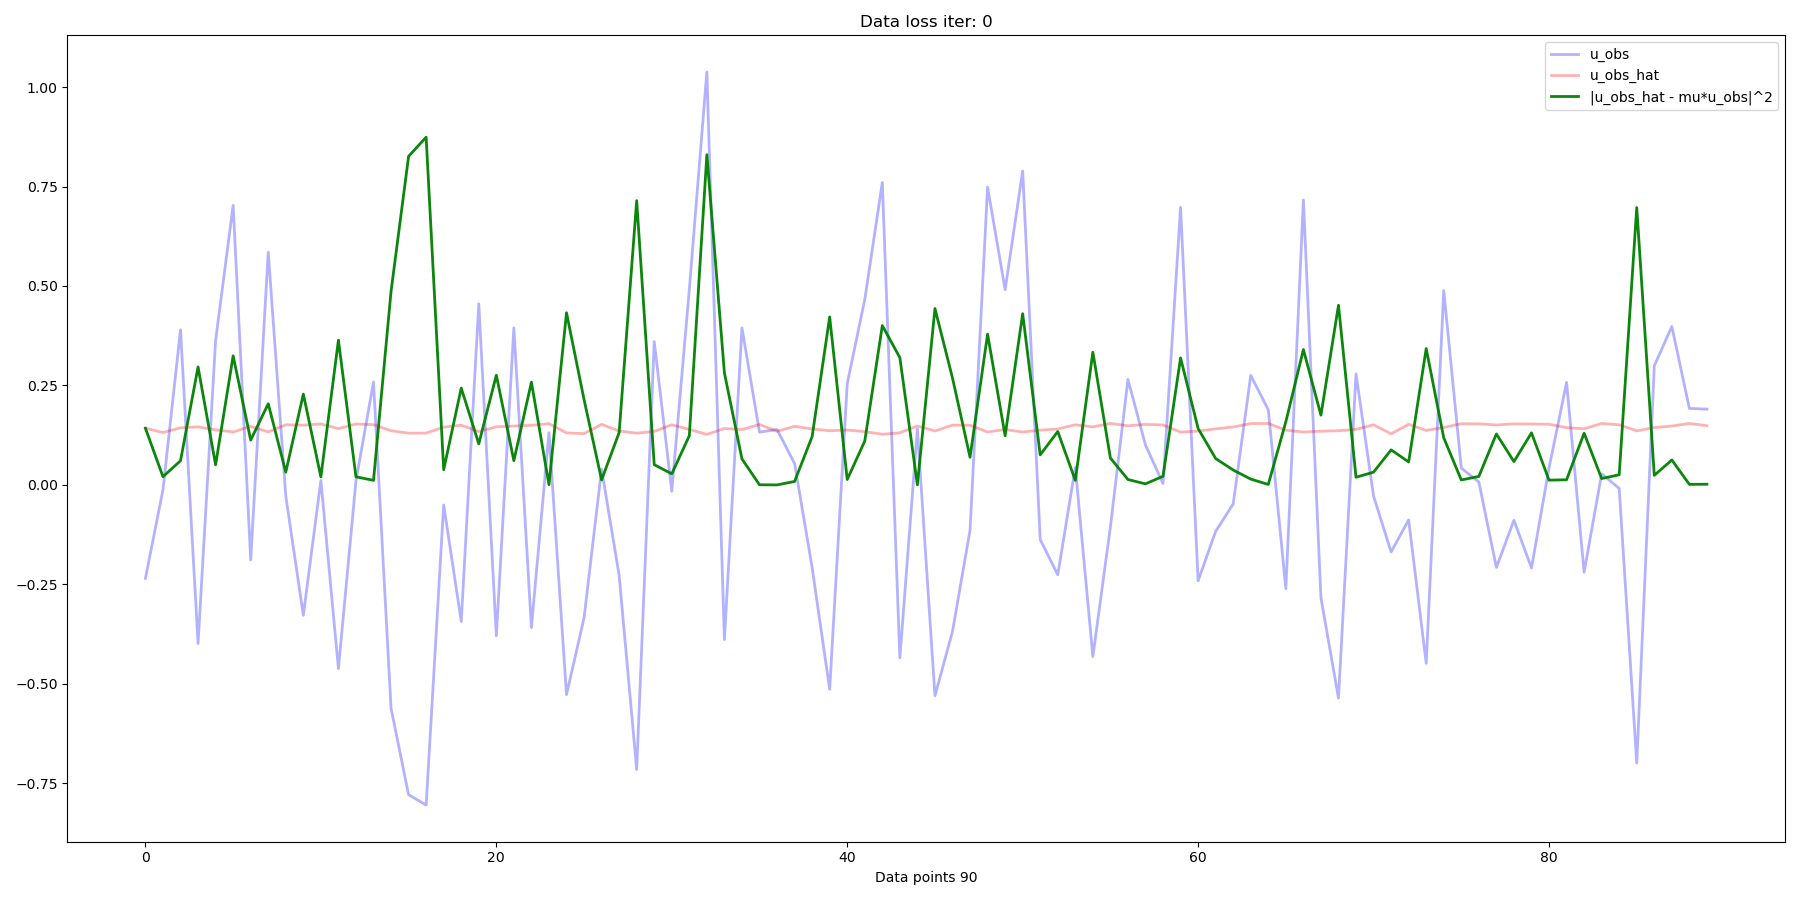 Data loss iter: 0
u_obs
u_obs_hat
|u_obs_hat - mu*u_obs|^2
1.00
0.75
0.50
0.25
0.00
−0.25
−0.50
−0.75
0 20 40 60 80
Data points 90